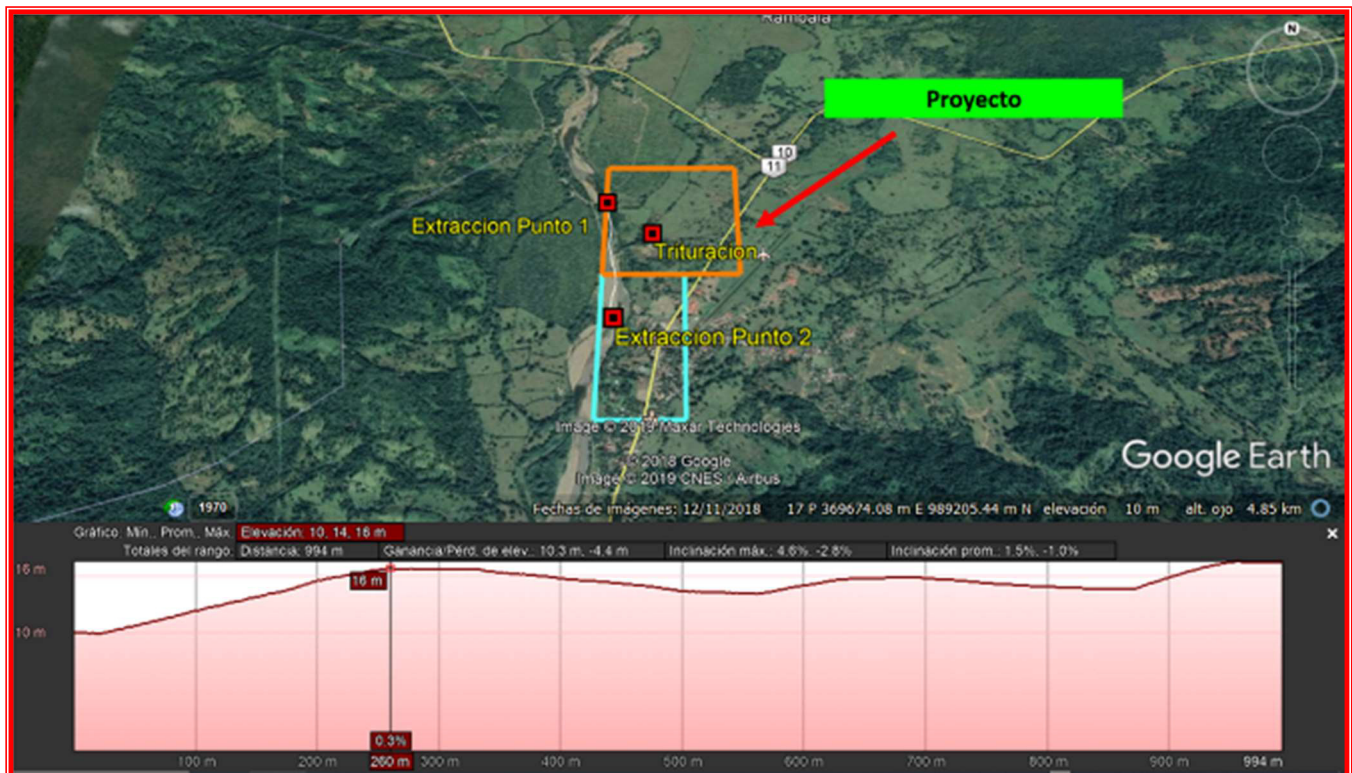 Rambala
N
Proyecto
10
11
Extraccion Punto 1
Trituracion
Extraccion Punto 2
Image © 2019 Maxar Technologies
© 2018 Google
Image © 2019 CNES / Airbus
Google Earth
1970
Fechas de imágenes: 12/11/2018 17 P 369674.08 m E 989205.44 m N elevación 10 m alt. ojo 4.85 km
Gráfico: Mín., Prom., Máx. Elevación: 10, 14, 16 m
Totales del rango: Distancia: 994 m Ganancia/Pérd. de elev.: 10.3 m, -4.4 m Inclinación máx.: 4.6%, -2.8% Inclinación prom.: 1.5%, -1.0%
16 m
16 m
10 m
0.3%
100 m 200 m 260 m 300 m 400 m 500 m 600 m 700 m 800 m 900 m 994 m